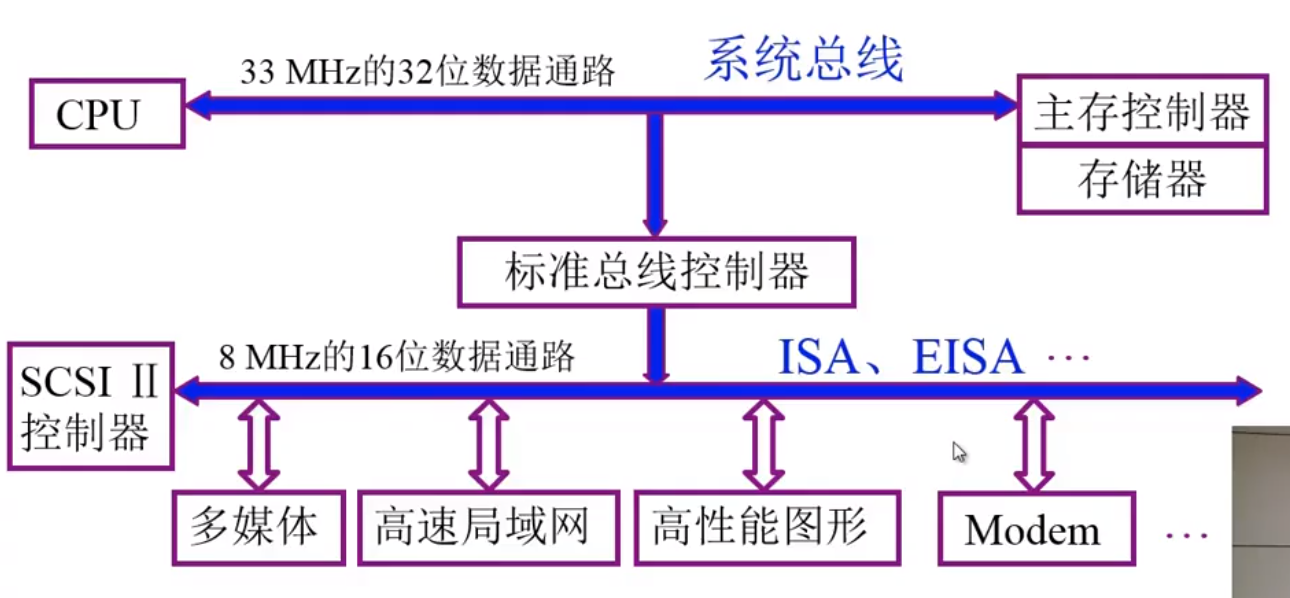 33 MHz的32位数据通路
系统总线
CPU
主存控制器
存储器
标准总线控制器
8 MHz的16位数据通路
ISA、EISA …
SCSI Ⅱ
控制器
多媒体
高速局域网
高性能图形
Modem
…